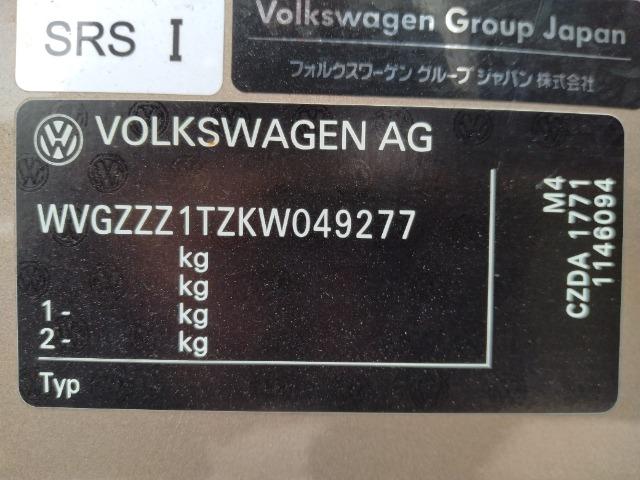 SRS I
Volkswagen Group Japan
フォルクスワーゲン グループ ジャパン 株式会社
VOLKSWAGEN AG
WVGZZZ1TZKW049277
kg
kg
1- kg
2- kg
Typ
M4
CZDA 1771
1146094